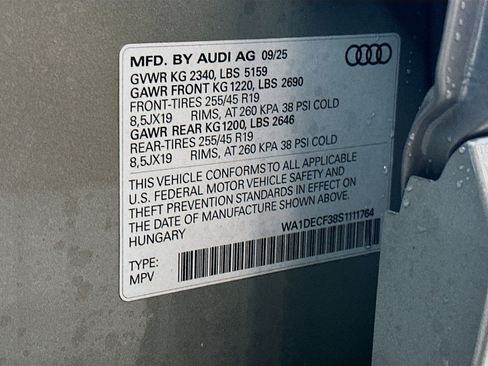 MFD. BY AUDI AG 09/25
GVWR KG 2340, LBS 5159
GAWR FRONT KG1220, LBS 2690
FRONT-TIRES 255/45 R19
8,5JX19 RIMS, AT 260 KPA 38 PSI COLD
GAWR REAR KG1200, LBS 2646
REAR-TIRES 255/45 R19
8,5JX19 RIMS, AT 260 KPA 38 PSI COLD
THIS VEHICLE CONFORMS TO ALL APPLICABLE
U.S. FEDERAL MOTOR VEHICLE SAFETY AND
THEFT PREVENTION STANDARDS IN EFFECT ON
THE DATE OF MANUFACTURE SHOWN ABOVE.
HUNGARY
WA1DECF38S1111764
TYPE:
MPV